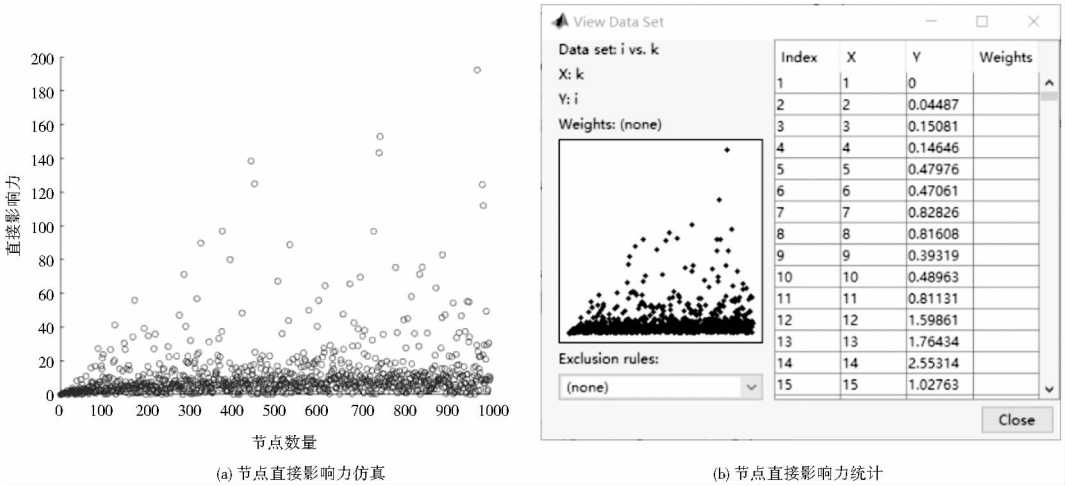 200
180
160
140
120
100
80
60
40
20
0
直接影响力
0 100 200 300 400 500 600 700 800 900 1000
节点数量
(a) 节点直接影响力仿真
View Data Set
Data set: i vs. k
X: k
Y: i
Weights: (none)
Exclusion rules:
(none)
Index X Y Weights
1 1 0
2 2 0.04487
3 3 0.15081
4 4 0.14646
5 5 0.47976
6 6 0.47061
7 7 0.82826
8 8 0.81608
9 9 0.39319
10 10 0.48963
11 11 0.81131
12 12 1.59861
13 13 1.76434
14 14 2.55314
15 15 1.02763
Close
(b) 节点直接影响力统计